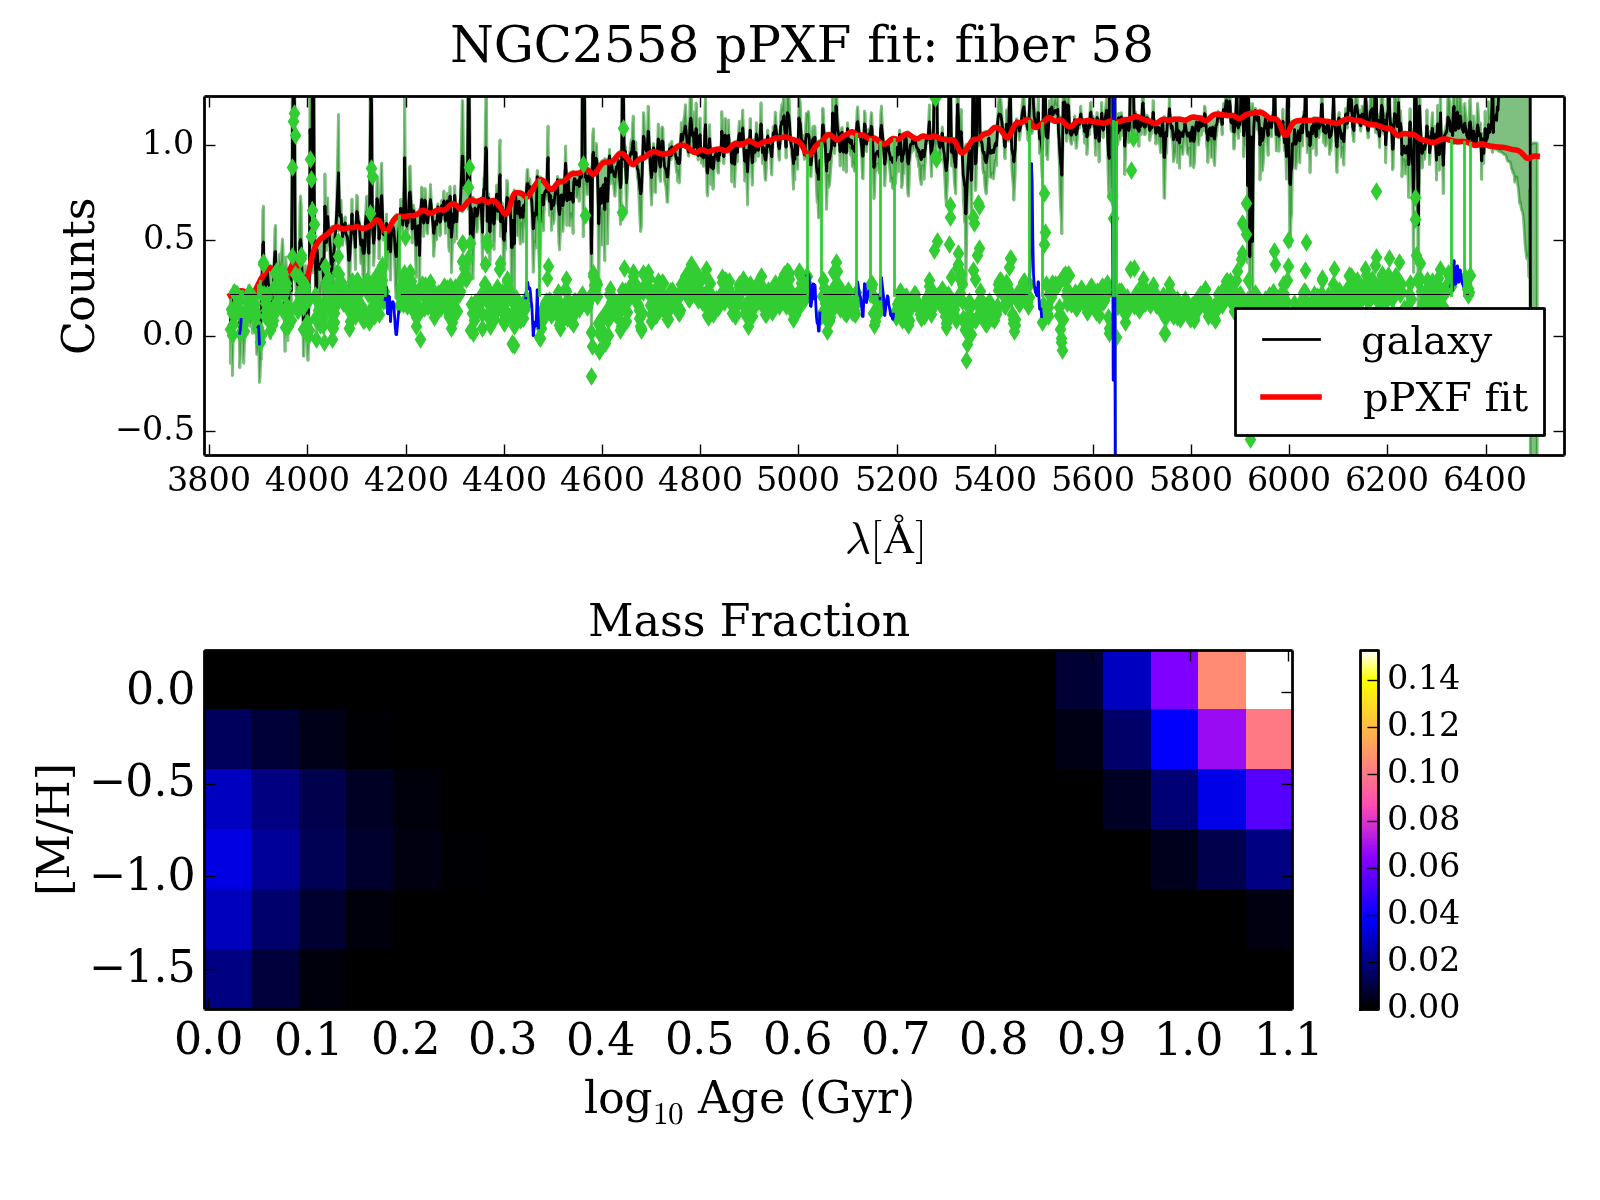 NGC2558 pPXF fit: fiber 58
Counts
1.0
0.5
0.0
−0.5
galaxy
pPXF fit
3800 4000 4200 4400 4600 4800 5000 5200 5400 5600 5800 6000 6200 6400
λ[Å]
Mass Fraction
[M/H]
0.0
−0.5
−1.0
−1.5
0.0 0.1 0.2 0.3 0.4 0.5 0.6 0.7 0.8 0.9 1.0 1.1
log₁₀ Age (Gyr)
0.14
0.12
0.10
0.08
0.06
0.04
0.02
0.00